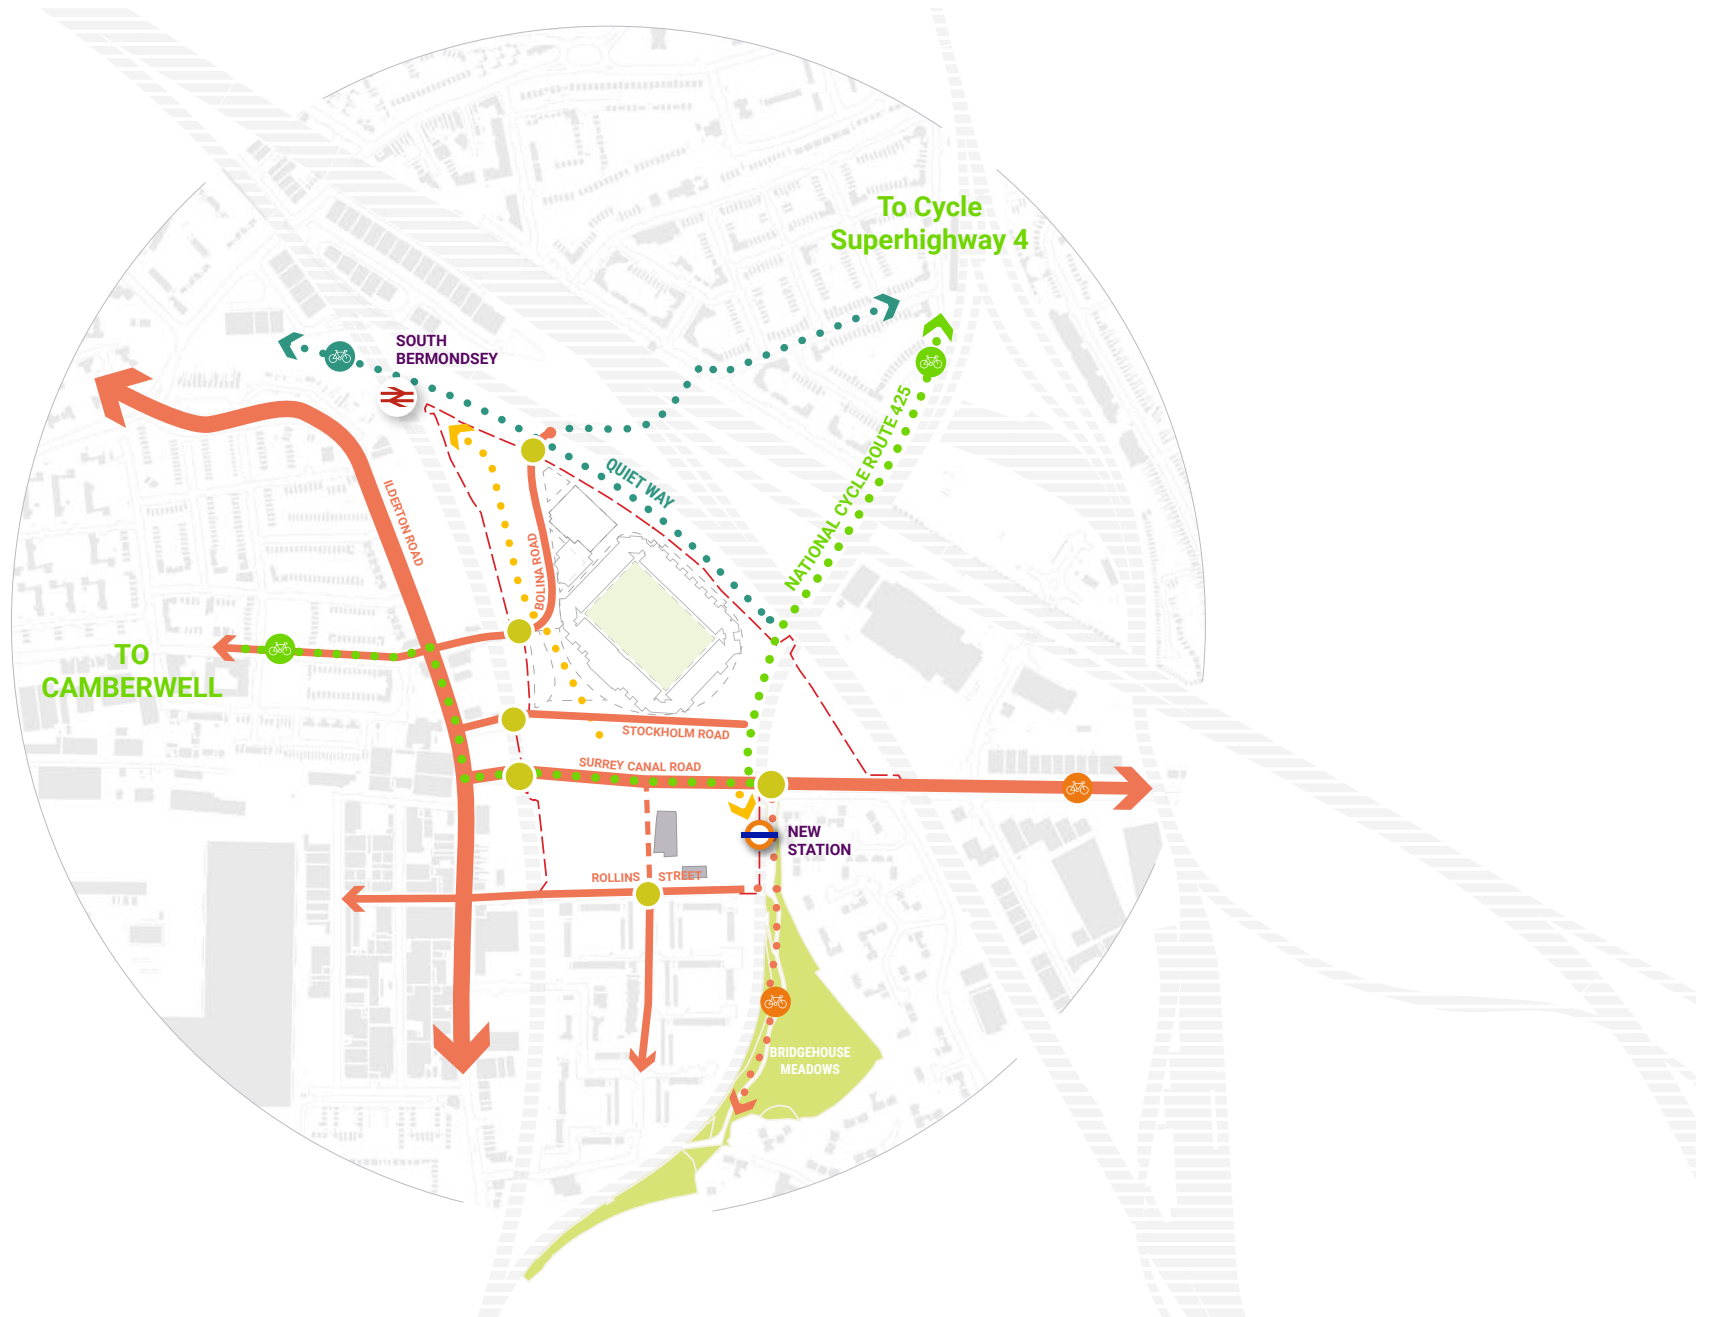 To Cycle
Superhighway 4
SOUTH
BERMONDSEY
ILDERTON ROAD
QUIET WAY
NATIONAL CYCLE ROUTE 425
BOLINA ROAD
TO
CAMBERWELL
STOCKHOLM ROAD
SURREY CANAL ROAD
NEW
STATION
ROLLINS STREET
BRIDGEHOUSE
MEADOWS